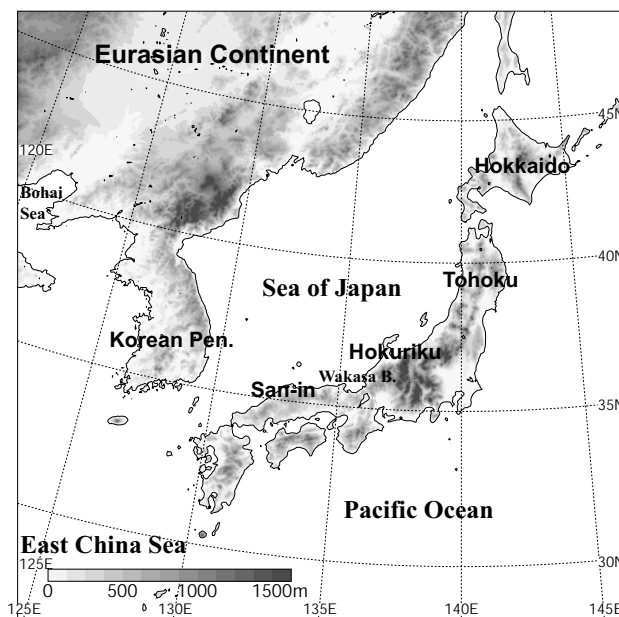 Eurasian Continent
45N
120E
Hokkaido
Bohai
Sea
40N
Tohoku
Sea of Japan
Korean Pen.
Hokuriku
Wakasa B.
San-in
35N
Pacific Ocean
East China Sea
125E
30N
0 500 1000 1500m
125E 130E 135E 140E 145E